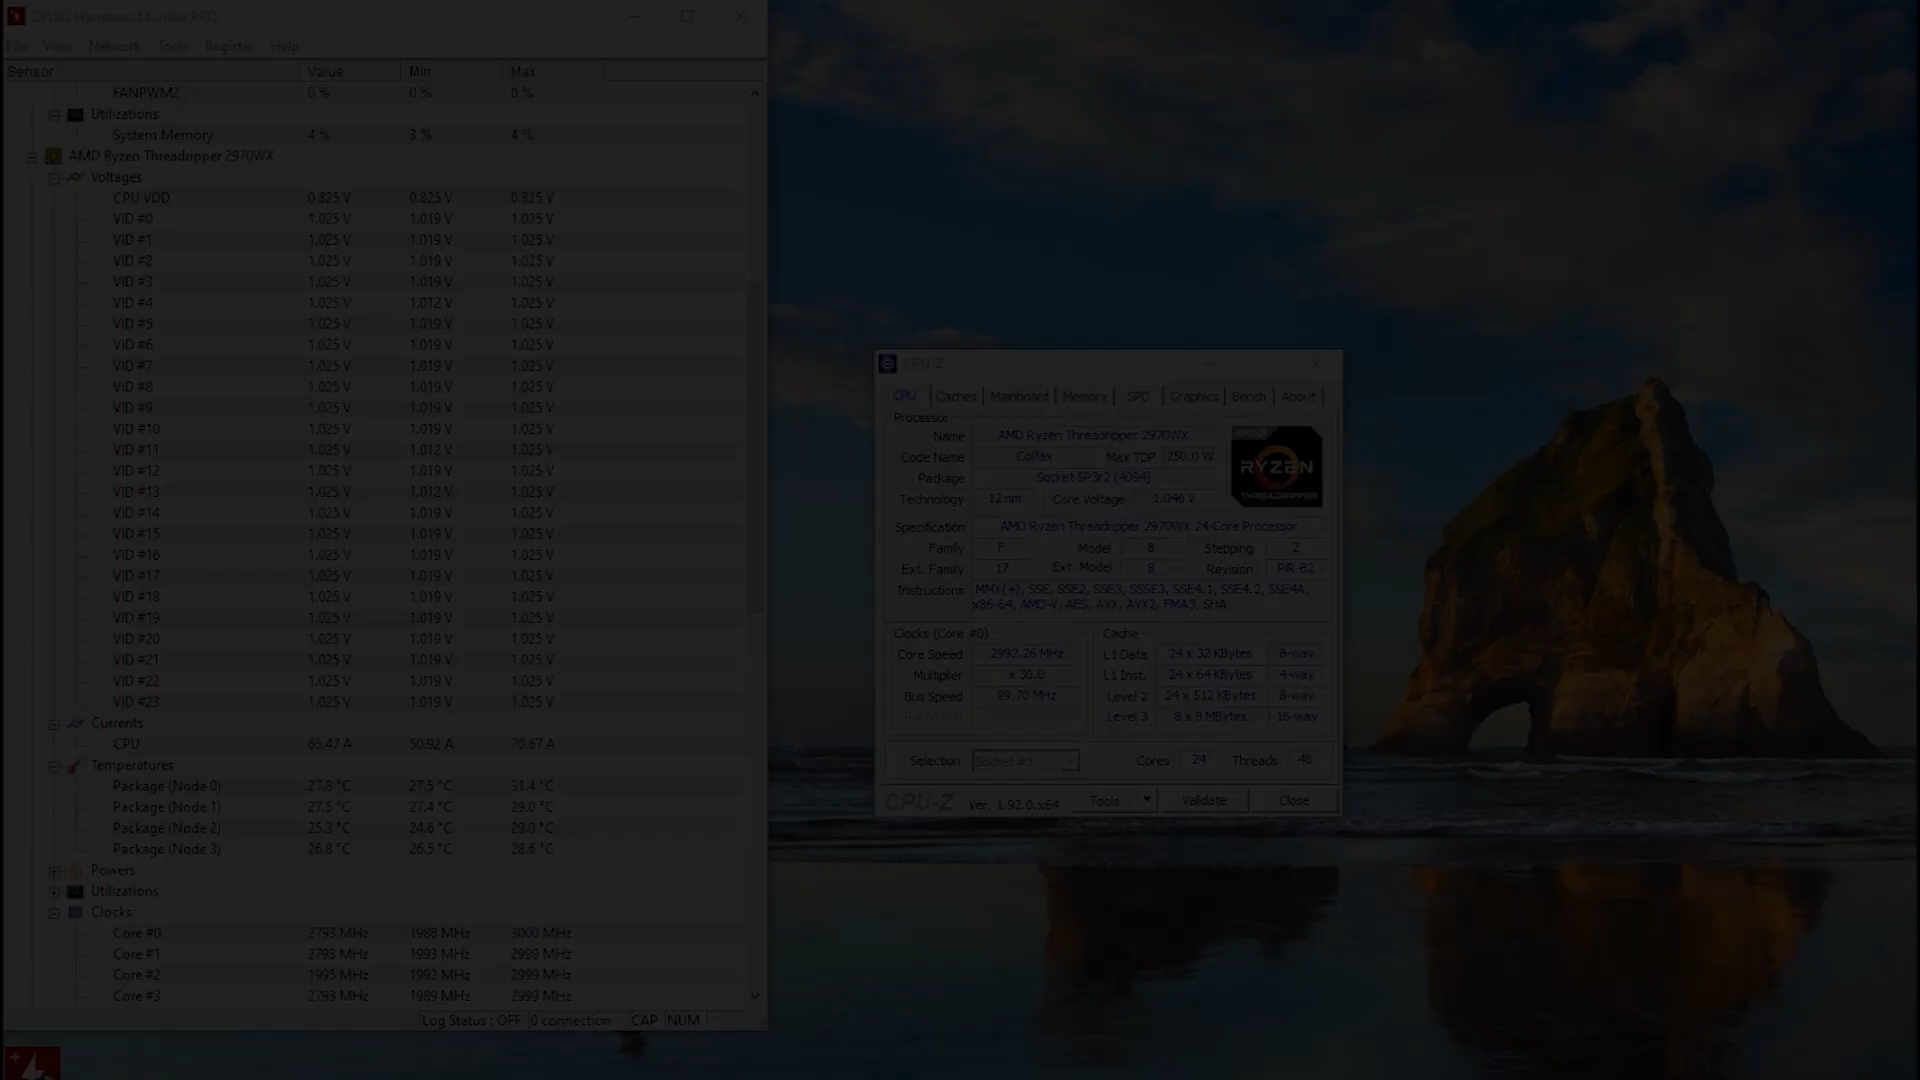 CPUID Hardware Monitor PRO
File View Network Tools Register Help
Sensor Value Min Max
FANPWM2 0 % 0 % 0 %
Utilizations
System Memory 4 % 3 % 4 %
AMD Ryzen Threadripper 2970WX
Voltages
CPU VDD 0.825 V 0.825 V 0.825 V
VID #0 1.025 V 1.019 V 1.025 V
VID #1 1.025 V 1.019 V 1.025 V
VID #2 1.025 V 1.019 V 1.025 V
VID #3 1.025 V 1.019 V 1.025 V
VID #4 1.025 V 1.012 V 1.025 V
VID #5 1.025 V 1.019 V 1.025 V
VID #6 1.025 V 1.019 V 1.025 V
VID #7 1.025 V 1.019 V 1.025 V
VID #8 1.025 V 1.019 V 1.025 V
VID #9 1.025 V 1.019 V 1.025 V
VID #10 1.025 V 1.019 V 1.025 V
VID #11 1.025 V 1.012 V 1.025 V
VID #12 1.025 V 1.019 V 1.025 V
VID #13 1.025 V 1.012 V 1.025 V
VID #14 1.025 V 1.019 V 1.025 V
VID #15 1.025 V 1.019 V 1.025 V
VID #16 1.025 V 1.019 V 1.025 V
VID #17 1.025 V 1.019 V 1.025 V
VID #18 1.025 V 1.019 V 1.025 V
VID #19 1.025 V 1.019 V 1.025 V
VID #20 1.025 V 1.019 V 1.025 V
VID #21 1.025 V 1.019 V 1.025 V
VID #22 1.025 V 1.019 V 1.025 V
VID #23 1.025 V 1.019 V 1.025 V
Currents
CPU 65.47 A 50.92 A 70.67 A
Temperatures
Package (Node 0) 27.8 °C 27.5 °C 31.4 °C
Package (Node 1) 27.5 °C 27.4 °C 29.0 °C
Package (Node 2) 25.3 °C 24.6 °C 29.0 °C
Package (Node 3) 26.8 °C 26.5 °C 28.6 °C
Powers
Utilizations
Clocks
Core #0 2793 MHz 1988 MHz 3000 MHz
Core #1 2793 MHz 1993 MHz 2999 MHz
Core #2 1995 MHz 1992 MHz 2999 MHz
Core #3 2793 MHz 1989 MHz 2999 MHz
Log Status : OFF 0 connection CAP NUM
CPU-Z
CPU Caches Mainboard Memory SPD Graphics Bench About
Processor
Name AMD Ryzen Threadripper 2970WX
Code Name Colfax Max TDP 250.0 W
Package Socket SP3r2 (4094)
Technology 12 nm Core Voltage 1.046 V
RYZEN
THREADRIPPER
Specification AMD Ryzen Threadripper 2970WX 24-Core Processor
Family F Model 8 Stepping 2
Ext. Family 17 Ext. Model 8 Revision PiR-B2
Instructions MMX(+), SSE, SSE2, SSE3, SSSE3, SSE4.1, SSE4.2, SSE4A,
x86-64, AMD-V, AES, AVX, AVX2, FMA3, SHA
Clocks (Core #0)
Core Speed 2992.26 MHz
Multiplier x 30.0
Bus Speed 99.70 MHz
Rated FSB
Cache
L1 Data 24 x 32 KBytes 8-way
L1 Inst. 24 x 64 KBytes 4-way
Level 2 24 x 512 KBytes 8-way
Level 3 8 x 8 MBytes 16-way
Selection Socket #1 Cores 24 Threads 48
CPU-Z Ver. 1.92.0.x64 Tools Validate Close